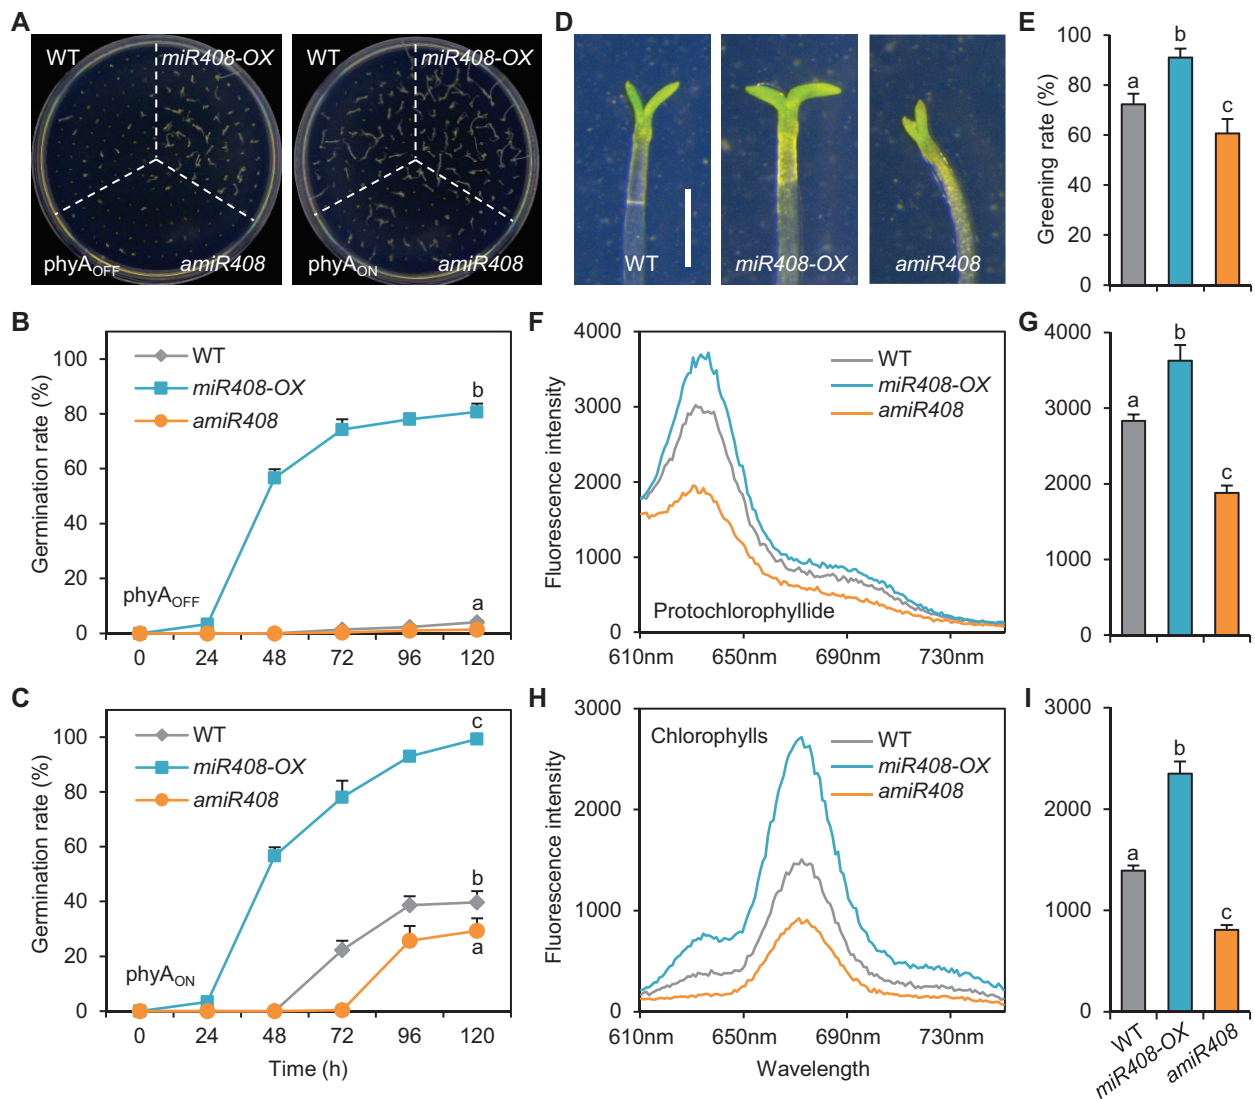 A
WT
miR408-OX
phyAOFF
amiR408
WT
miR408-OX
phyAON
amiR408
B
Germination rate (%)
100
80
60
40
20
0
WT
miR408-OX
amiR408
b
a
phyAOFF
0 24 48 72 96 120
C
Germination rate (%)
100
80
60
40
20
0
WT
miR408-OX
amiR408
c
b
a
phyAON
0 24 48 72 96 120
Time (h)
D
WT
miR408-OX
amiR408
E
Greening rate (%)
100
80
60
40
20
0
a
b
c
F
Fluorescence intensity
4000
3000
2000
1000
0
WT
miR408-OX
amiR408
Protochlorophyllide
610nm 650nm 690nm 730nm
G
4000
3000
2000
1000
0
a
b
c
H
Fluorescence intensity
3000
2000
1000
0
Chlorophylls
WT
miR408-OX
amiR408
610nm 650nm 690nm 730nm
Wavelength
I
3000
2000
1000
0
a
b
c
WT
miR408-OX
amiR408